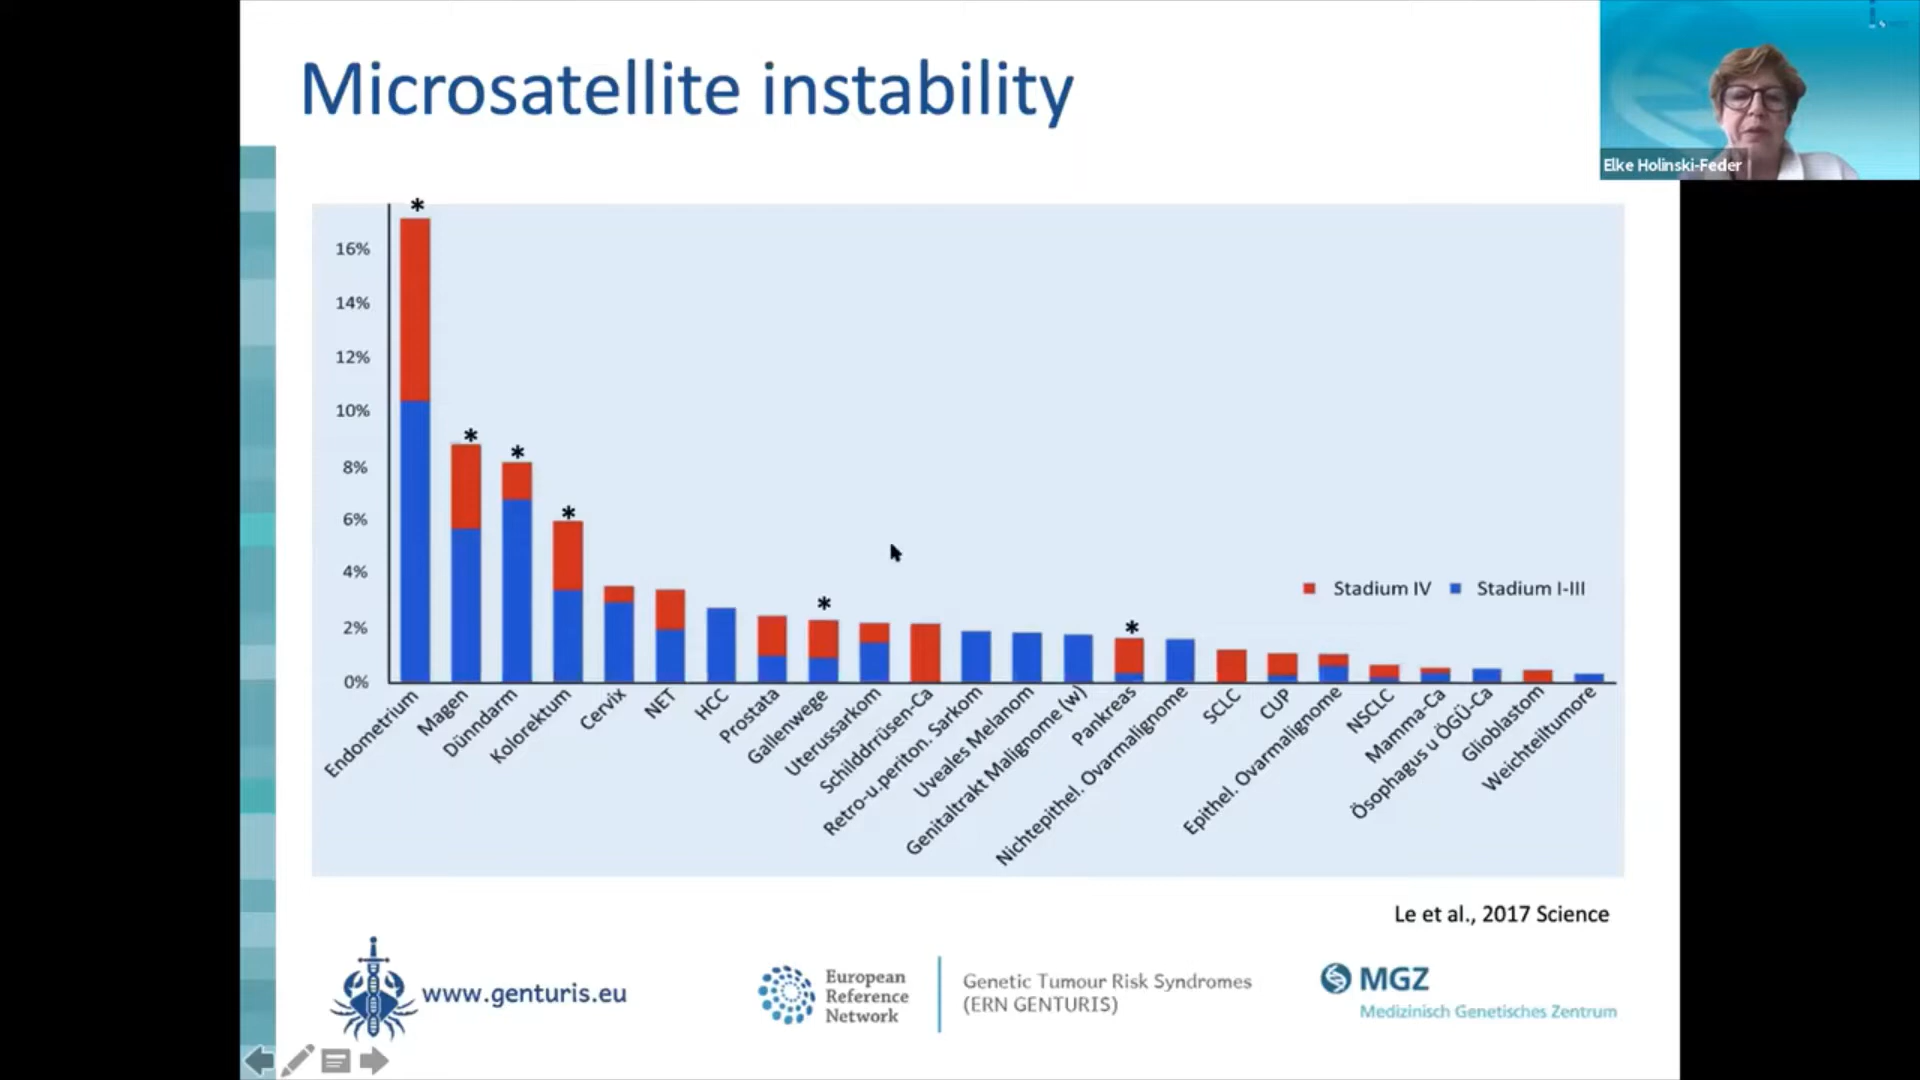 Microsatellite instability
Elke Holinski-Feder
*
*
*
*
*
*
16%
14%
12%
10%
8%
6%
4%
2%
0%
Stadium IV
Stadium I-III
Endometrium
Magen
Dünndarm
Kolorektum
Cervix
NET
HCC
Prostata
Gallenwege
Uterussarkom
Schilddrrüsen-Ca
Retro-u.periton. Sarkom
Uveales Melanom
Genitaltrakt Malignome (w)
Pankreas
Nichtepithel. Ovarmalignome
SCLC
CUP
Epithel. Ovarmalignome
NSCLC
Mamma-Ca
Ösophagus u ÖGÜ-Ca
Glioblastom
Weichteiltumore
Le et al., 2017 Science
www.genturis.eu
European
Reference
Network
Genetic Tumour Risk Syndromes
(ERN GENTURIS)
MGZ
Medizinisch Genetisches Zentrum